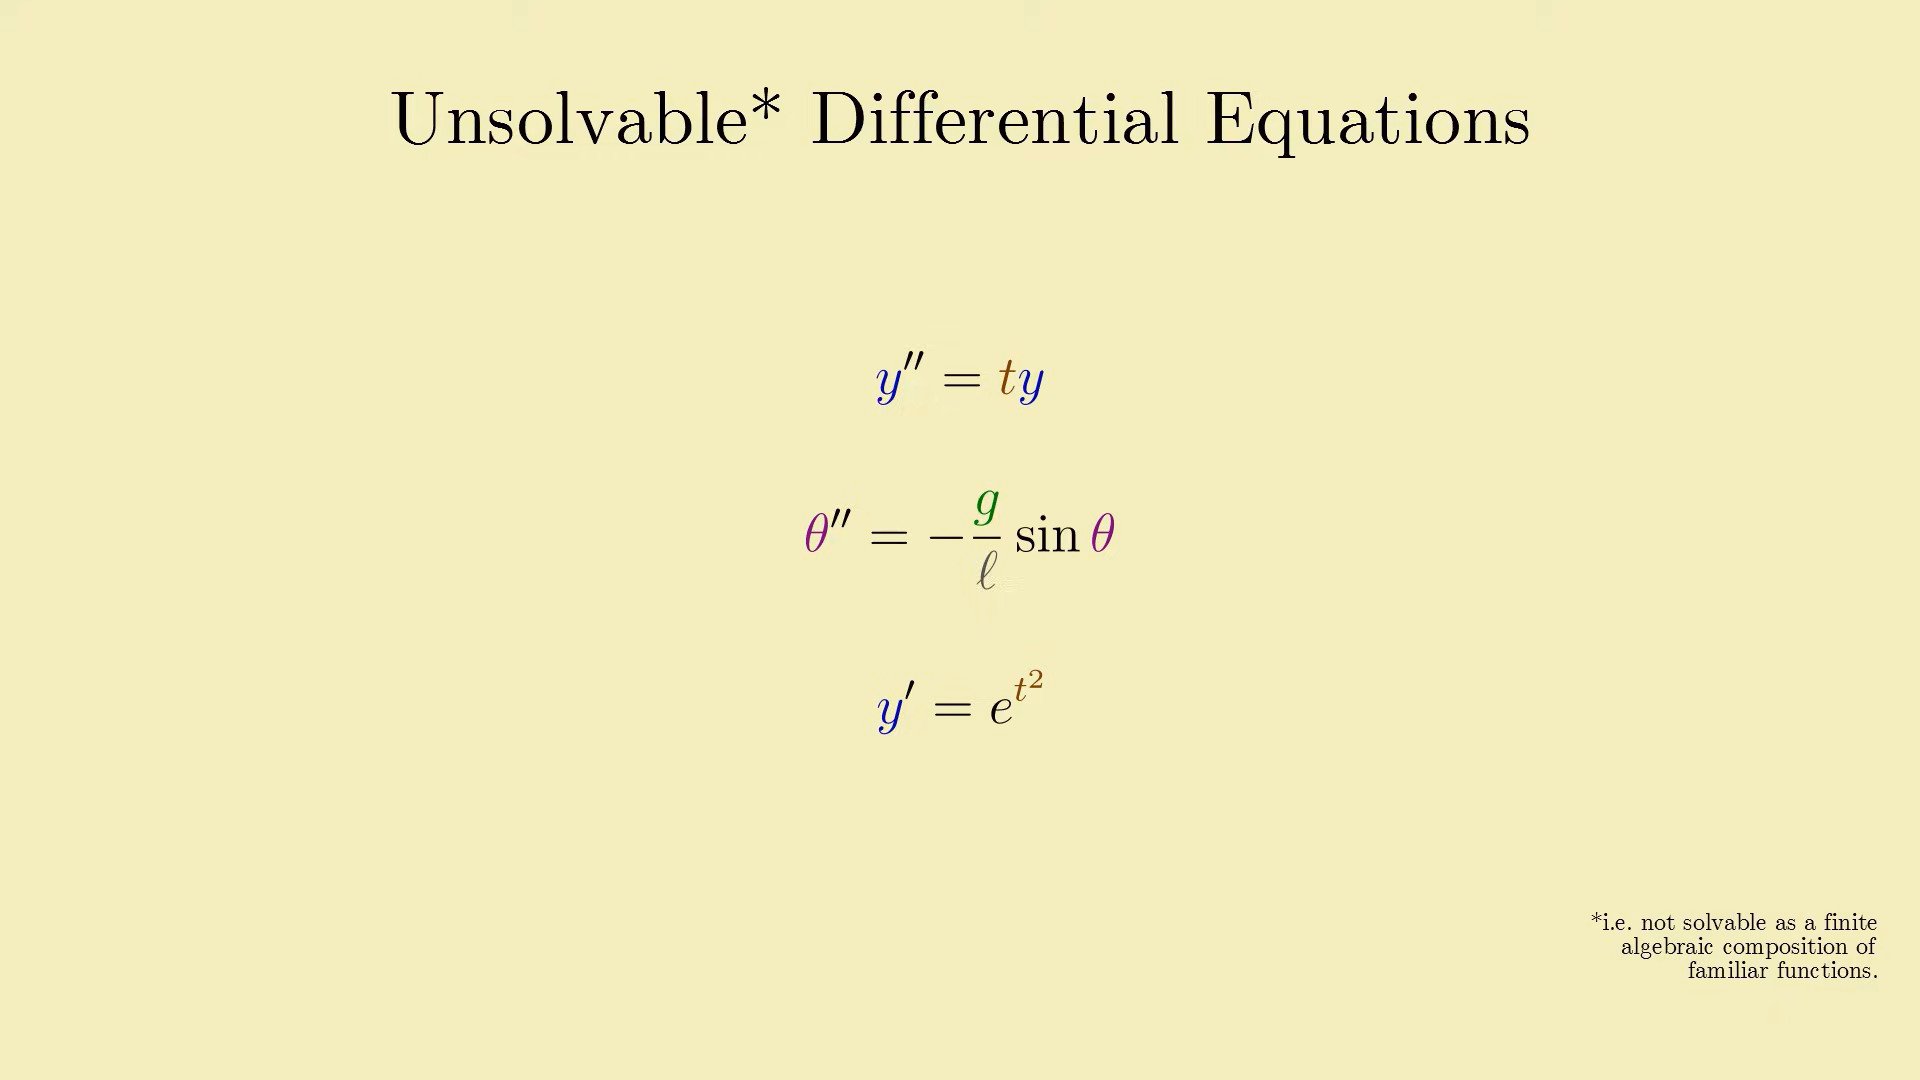 Unsolvable* Differential Equations
y″ = ty
θ″ = −g/ℓ sin θ
y′ = e^{t^2}
*i.e. not solvable as a finite
algebraic composition of
familiar functions.